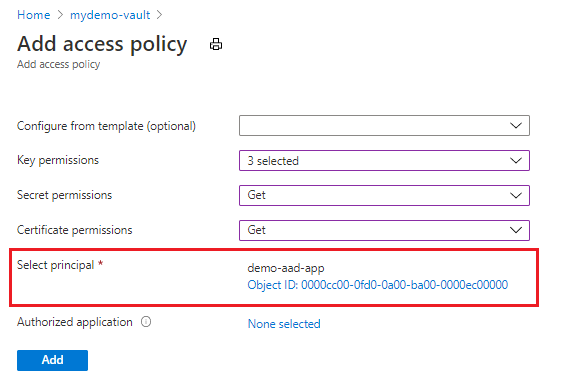 Home > mydemo-vault >
Add access policy
Add access policy
Configure from template (optional)
Key permissions 3 selected
Secret permissions Get
Certificate permissions Get
Select principal * demo-aad-app
Object ID: 0000cc00-0fd0-0a00-ba00-0000ec00000
Authorized application None selected
Add